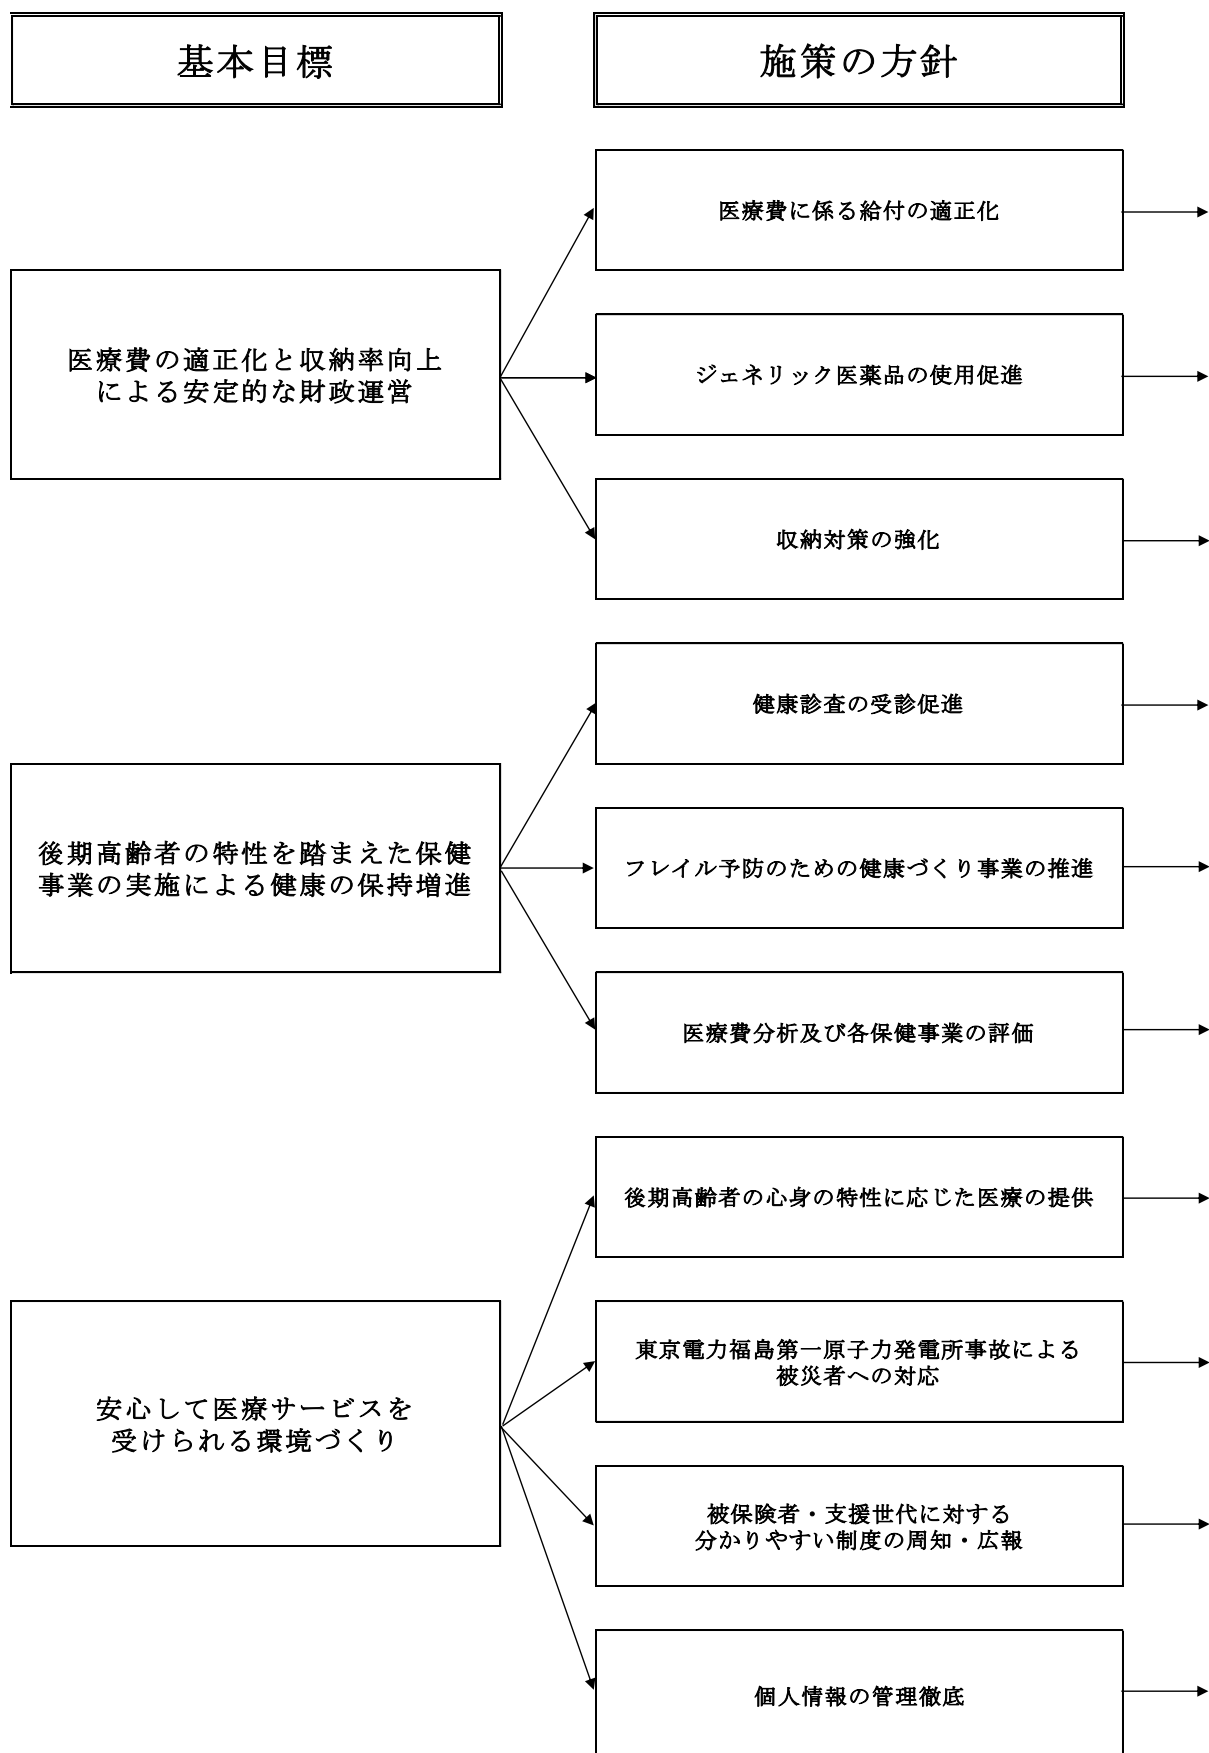 基本目標
施策の方針
医療費の適正化と収納率向上
による安定的な財政運営
医療費に係る給付の適正化
ジェネリック医薬品の使用促進
収納対策の強化
後期高齢者の特性を踏まえた保健
事業の実施による健康の保持増進
健康診査の受診促進
フレイル予防のための健康づくり事業の推進
医療費分析及び各保健事業の評価
安心して医療サービスを
受けられる環境づくり
後期高齢者の心身の特性に応じた医療の提供
東京電力福島第一原子力発電所事故による
被災者への対応
被保険者・支援世代に対する
分かりやすい制度の周知・広報
個人情報の管理徹底